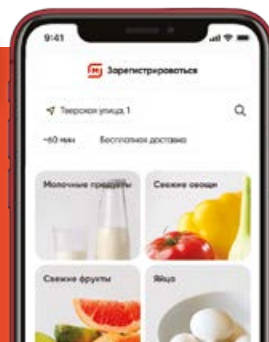 9:41
М Зарегистрироваться
Тверская улица, 1
~60 мин Бесплатная доставка
Молочные продукты Свежие овощи
Свежие фрукты Яйца